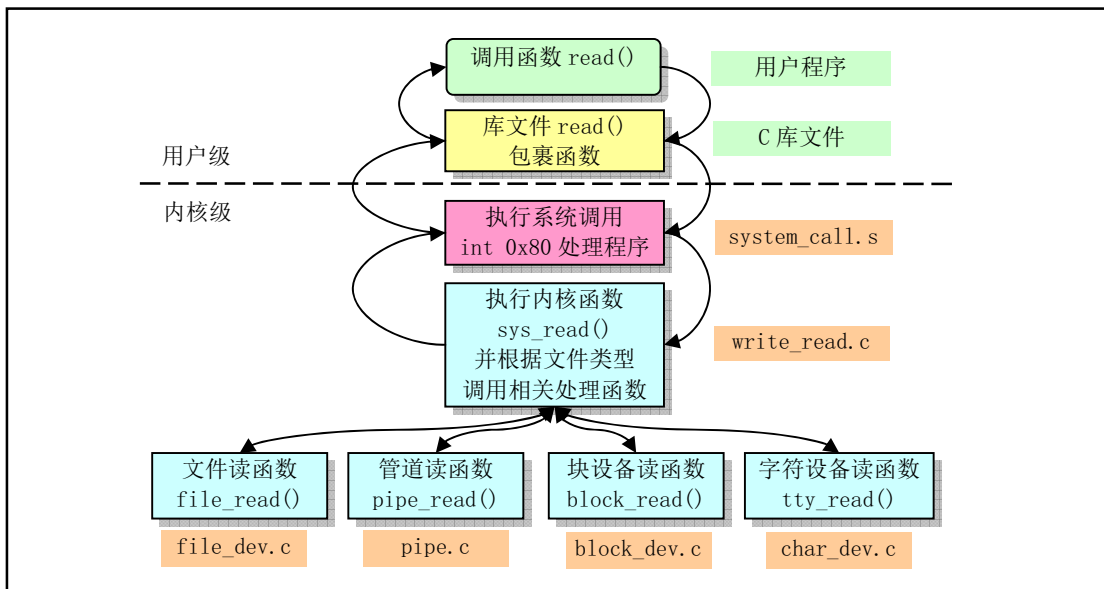 调用函数 read()
用户程序
库文件 read()
包裹函数
C 库文件
用户级
内核级
执行系统调用
int 0x80 处理程序
system_call.s
执行内核函数
sys_read()
并根据文件类型
调用相关处理函数
write_read.c
文件读函数
file_read()
管道读函数
pipe_read()
块设备读函数
block_read()
字符设备读函数
tty_read()
file_dev.c
pipe.c
block_dev.c
char_dev.c